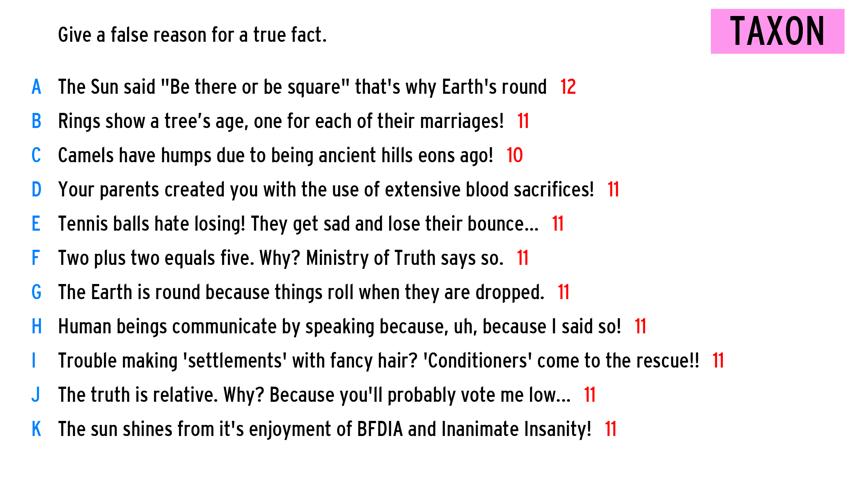 Give a false reason for a true fact.
TAXON
A The Sun said "Be there or be square" that's why Earth's round 12
B Rings show a tree’s age, one for each of their marriages! 11
C Camels have humps due to being ancient hills eons ago! 10
D Your parents created you with the use of extensive blood sacrifices! 11
E Tennis balls hate losing! They get sad and lose their bounce... 11
F Two plus two equals five. Why? Ministry of Truth says so. 11
G The Earth is round because things roll when they are dropped. 11
H Human beings communicate by speaking because, uh, because I said so! 11
I Trouble making 'settlements' with fancy hair? 'Conditioners' come to the rescue!! 11
J The truth is relative. Why? Because you'll probably vote me low... 11
K The sun shines from it's enjoyment of BFDIA and Inanimate Insanity! 11